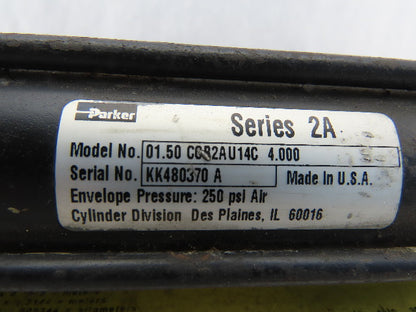 Parker
Series 2A
Model No. 01.50 CCB2AU14C 4.000
Serial No. KK480370 A Made In U.S.A.
Envelope Pressure: 250 psi Air
Cylinder Division Des Plaines, IL 60016